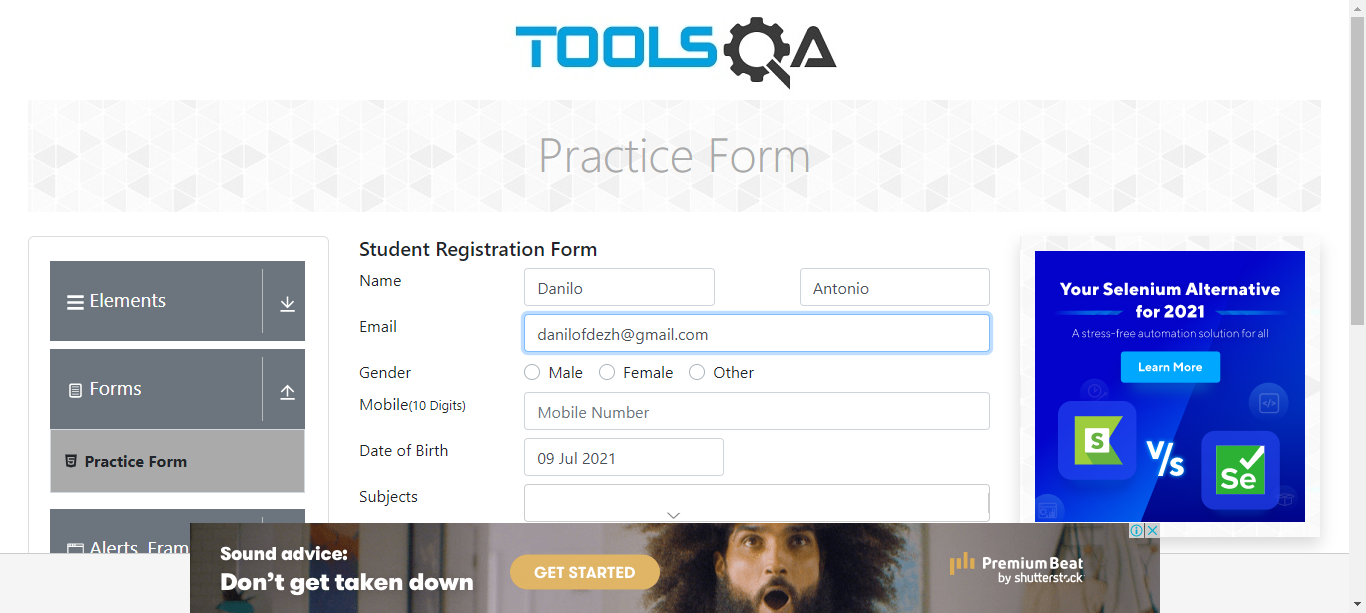 TOOLSQA
Practice Form
Elements
Forms
Practice Form
Alerts, Fram
Student Registration Form
Name
Danilo
Antonio
Email
danilofdezh@gmail.com
Gender
Male
Female
Other
Mobile(10 Digits)
Mobile Number
Date of Birth
09 Jul 2021
Subjects
Your Selenium Alternative
for 2021
A stress-free automation solution for all
Learn More
S
V/s
Se
Sound advice:
Don't get taken down
GET STARTED
PremiumBeat
by shutterstock